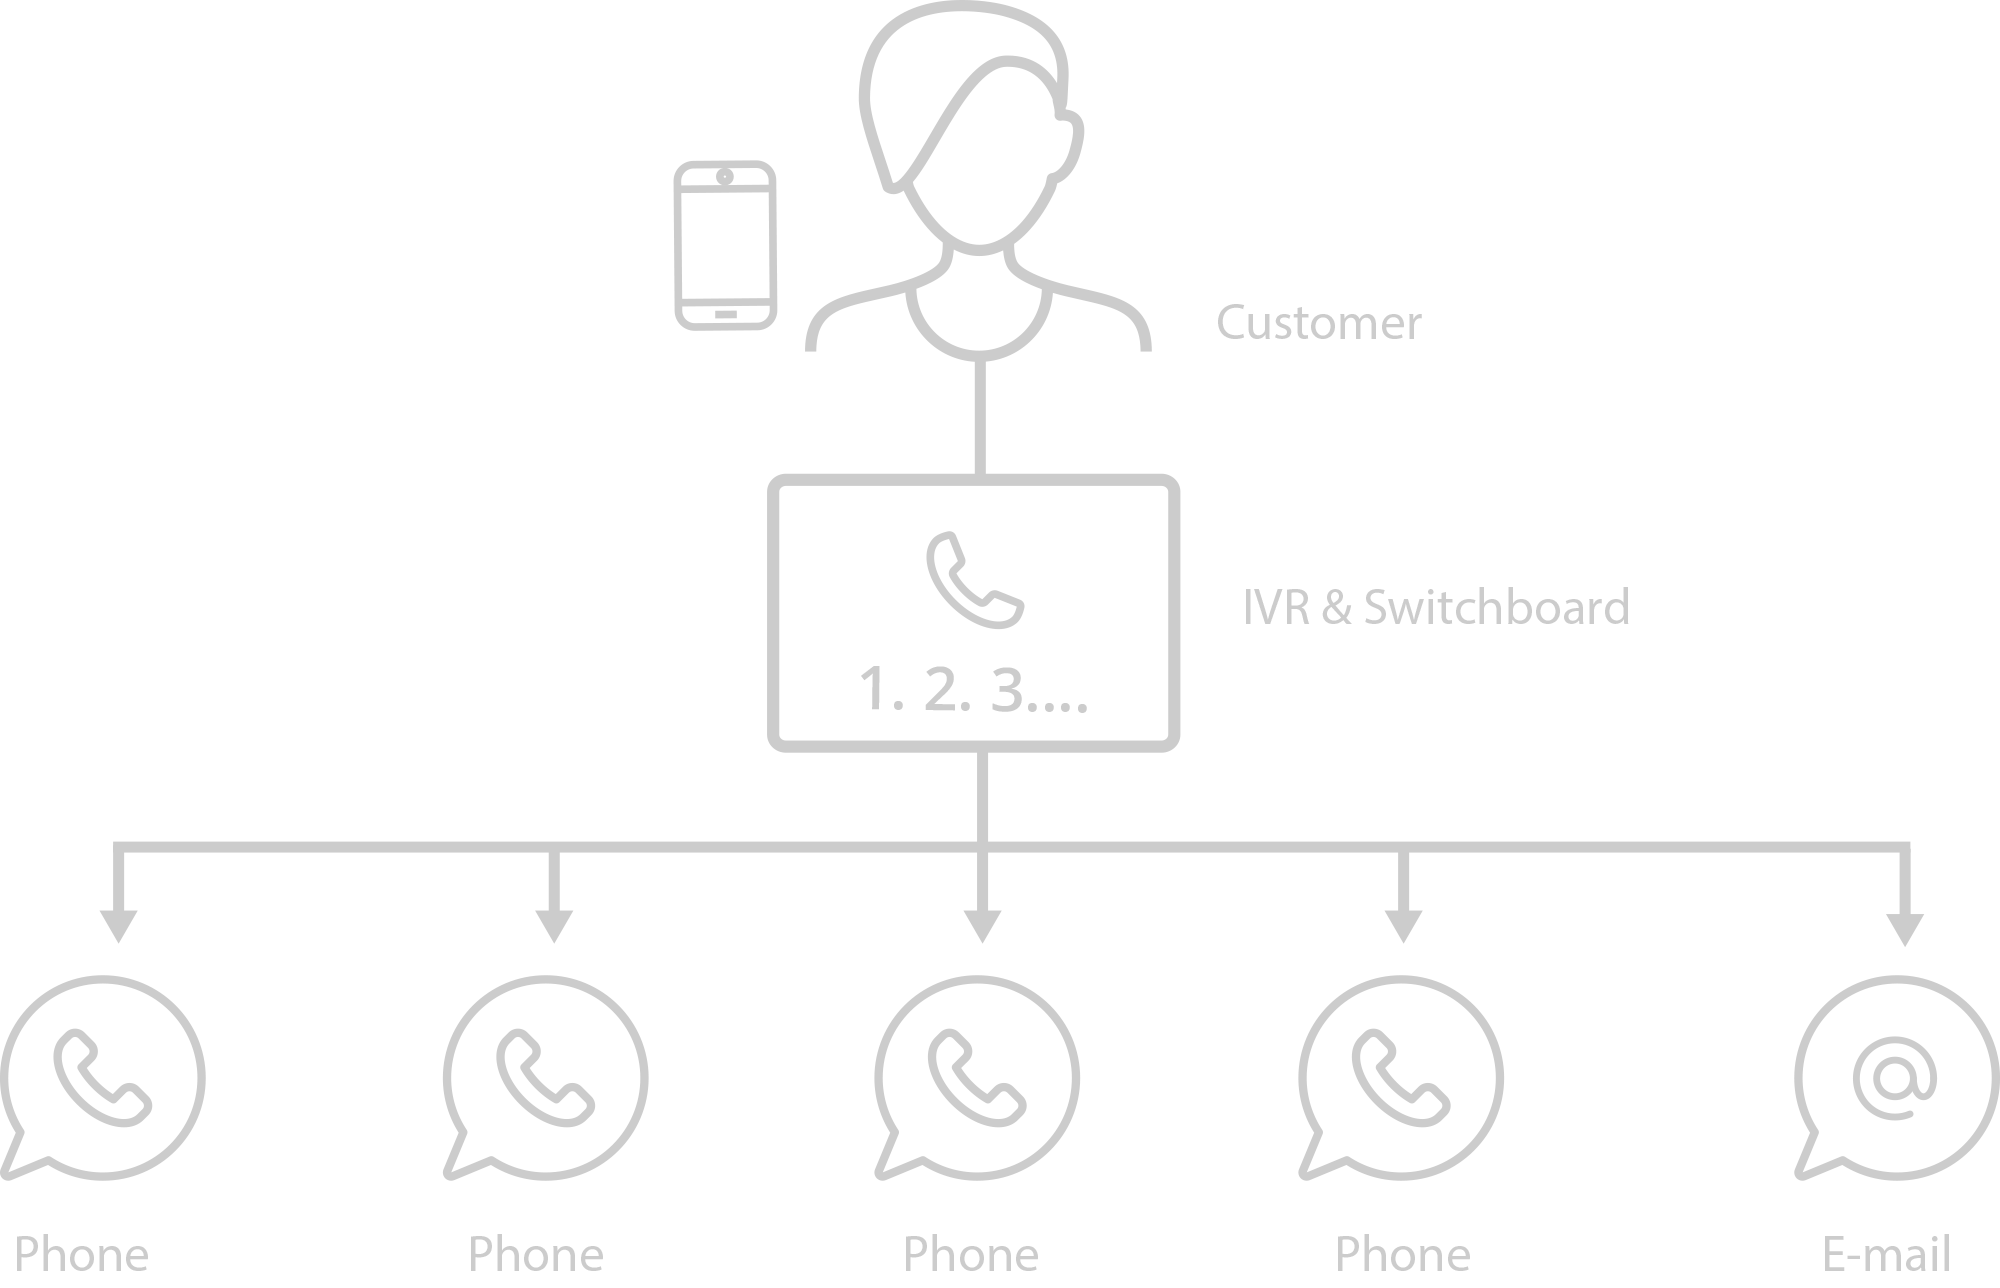 Customer
IVR & Switchboard
1. 2. 3....
Phone
Phone
Phone
Phone
E-mail